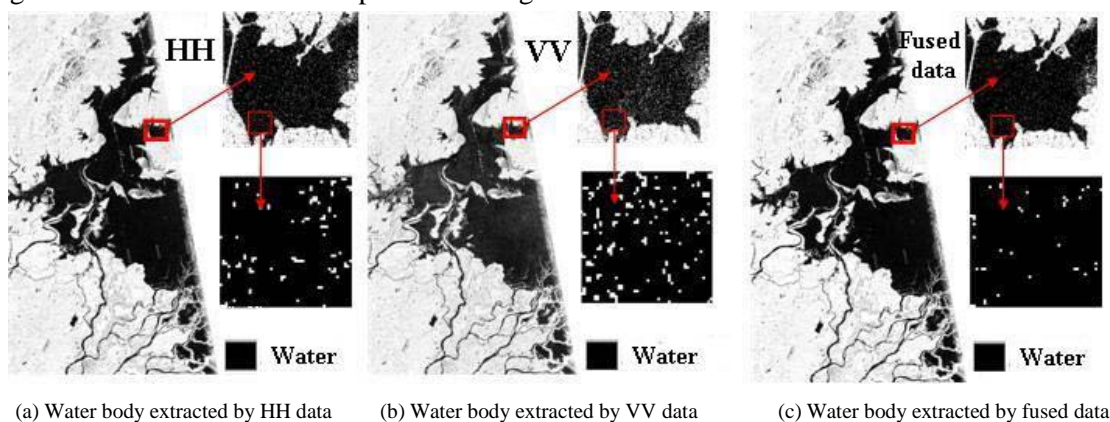 HH
VV
Fused
data
Water
Water
Water
(a) Water body extracted by HH data
(b) Water body extracted by VV data
(c) Water body extracted by fused data